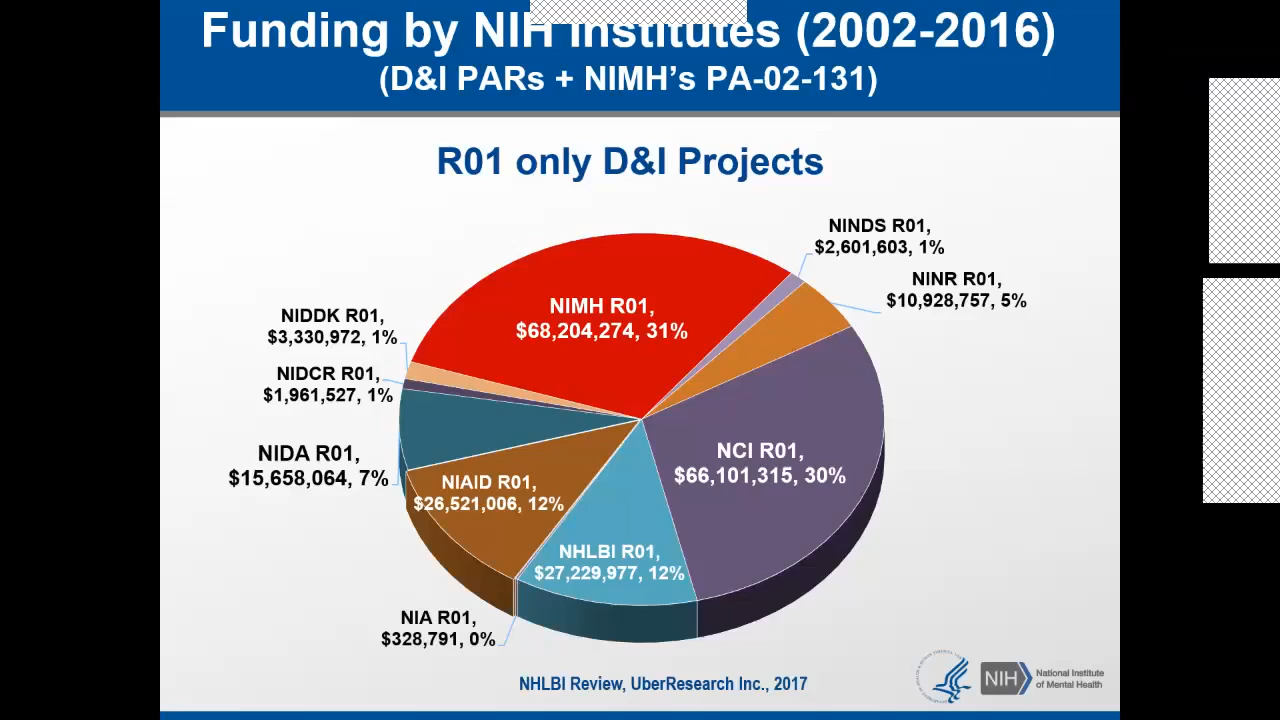 Funding by NIH Institutes (2002-2016)
(D&I PARs + NIMH's PA-02-131)
R01 only D&I Projects
NINDS R01,
$2,601,603, 1%
NINR R01,
$10,928,757, 5%
NIMH R01,
$68,204,274, 31%
NIDDK R01,
$3,330,972, 1%
NIDCR R01,
$1,961,527, 1%
NCI R01,
$66,101,315, 30%
NIDA R01,
$15,658,064, 7%
NIAID R01,
$26,521,006, 12%
NHLBI R01,
$27,229,977, 12%
NIA R01,
$328,791, 0%
NHLBI Review, UberResearch Inc., 2017
NIH
National Institute
of Mental Health